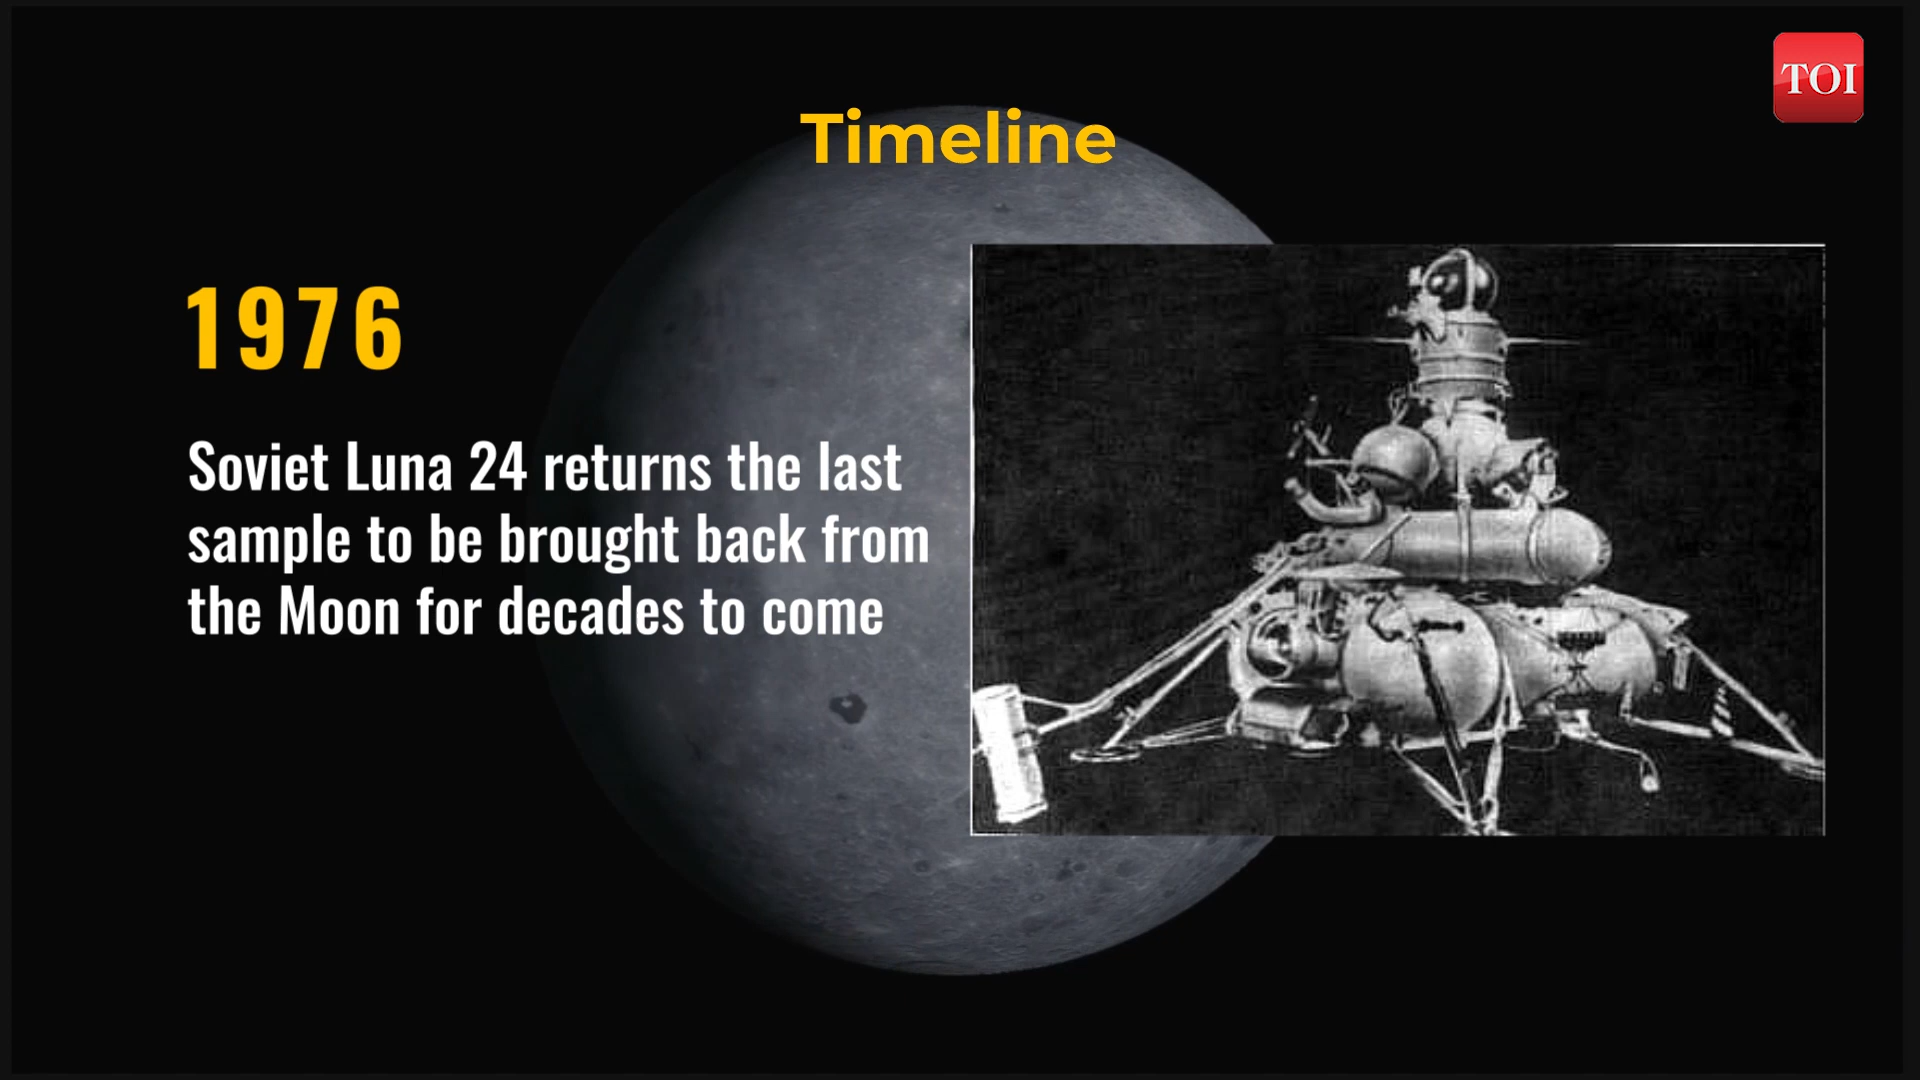 TOI
Timeline
1976
Soviet Luna 24 returns the last
sample to be brought back from
the Moon for decades to come